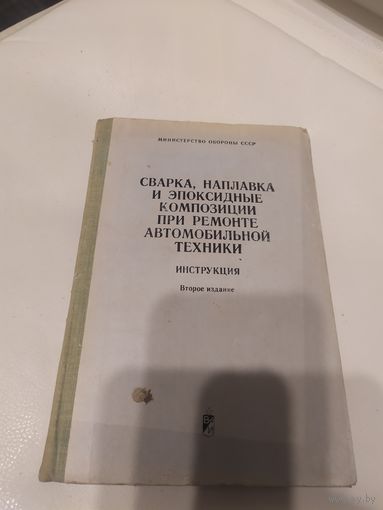 МИНИСТЕРСТВО ОБОРОНЫ СССР
СВАРКА, НАПЛАВКА
И ЭПОКСИДНЫЕ
КОМПОЗИЦИИ
ПРИ РЕМОНТЕ
АВТОМОБИЛЬНОЙ
ТЕХНИКИ
ИНСТРУКЦИЯ
Второе издание